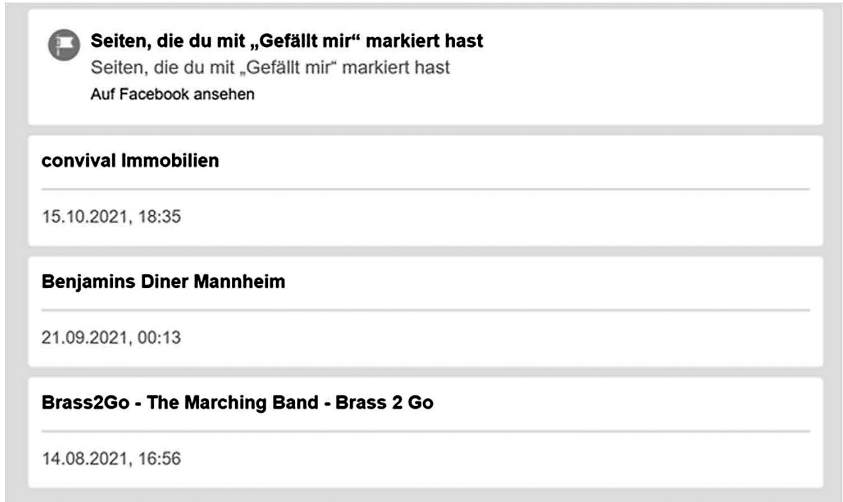 Seiten, die du mit „Gefällt mir“ markiert hast
Seiten, die du mit „Gefällt mir“ markiert hast
Auf Facebook ansehen
convival Immobilien
15.10.2021, 18:35
Benjamins Diner Mannheim
21.09.2021, 00:13
Brass2Go - The Marching Band - Brass 2 Go
14.08.2021, 16:56